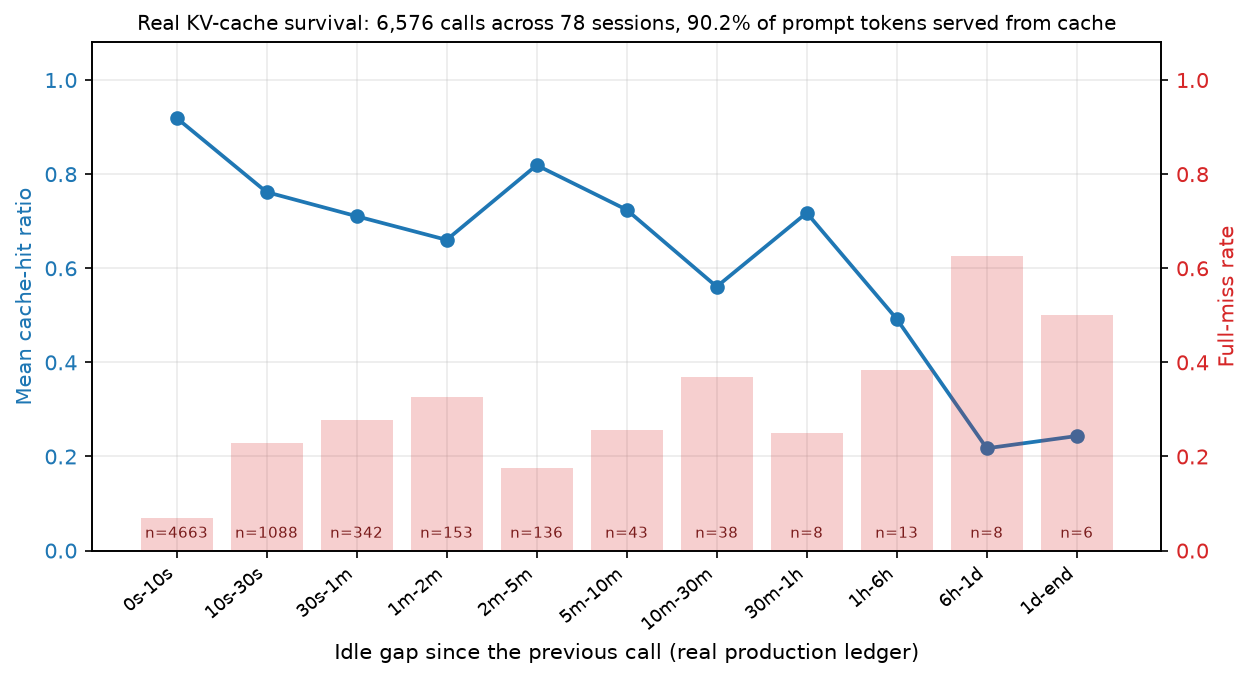 Real KV-cache survival: 6,576 calls across 78 sessions, 90.2% of prompt tokens served from cache
Mean cache-hit ratio
1.0
0.8
0.6
0.4
0.2
0.0
n=4663
n=1088
n=342
n=153
n=136
n=43
n=38
n=8
n=13
n=8
n=6
1.0
0.8
0.6
0.4
0.2
0.0
Full-miss rate
0s-10s
10s-30s
30s-1m
1m-2m
2m-5m
5m-10m
10m-30m
30m-1h
1h-6h
6h-1d
1d-end
Idle gap since the previous call (real production ledger)